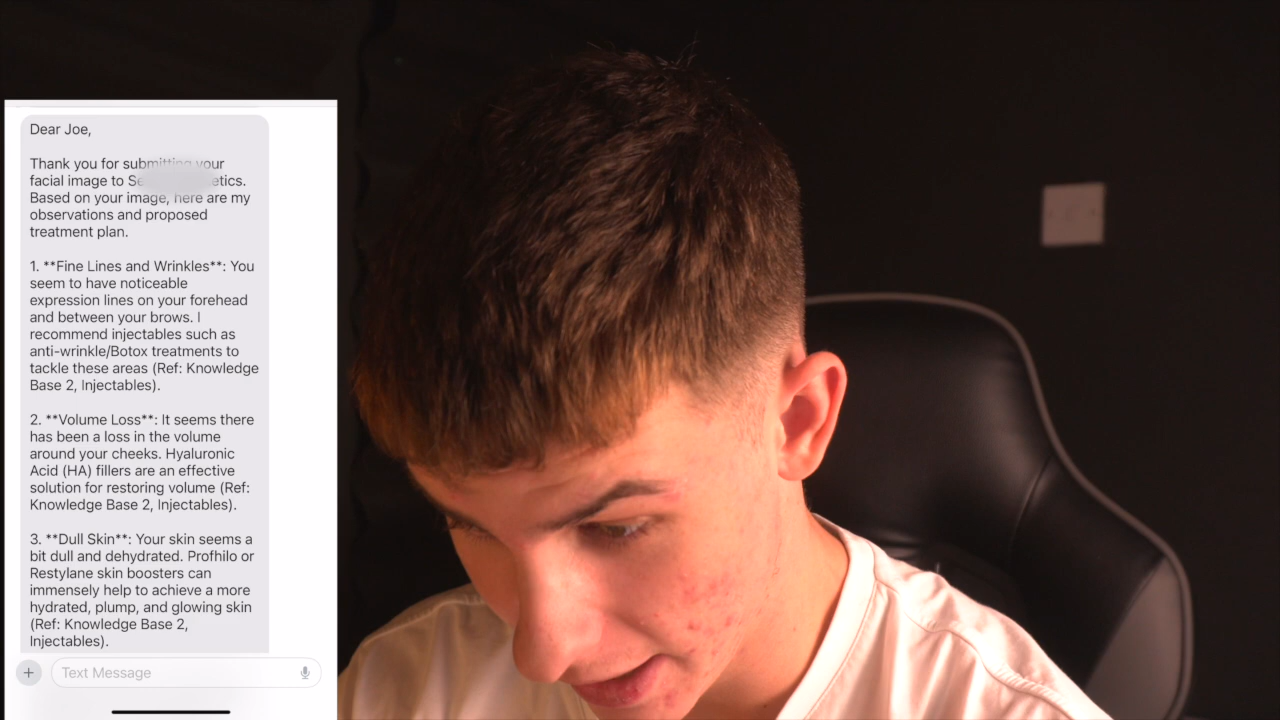 Dear Joe,
Thank you for submitting your
facial image to
Based on your image, here are my
observations and proposed
treatment plan.
1. **Fine Lines and Wrinkles**: You
seem to have noticeable
expression lines on your forehead
and between your brows. I
recommend injectables such as
anti-wrinkle/Botox treatments to
tackle these areas (Ref: Knowledge
Base 2, Injectables).
2. **Volume Loss**: It seems there
has been a loss in the volume
around your cheeks. Hyaluronic
Acid (HA) fillers are an effective
solution for restoring volume (Ref:
Knowledge Base 2, Injectables).
3. **Dull Skin**: Your skin seems a
bit dull and dehydrated. Profhilo or
Restylane skin boosters can
immensely help to achieve a more
hydrated, plump, and glowing skin
(Ref: Knowledge Base 2,
Injectables).
Text Message